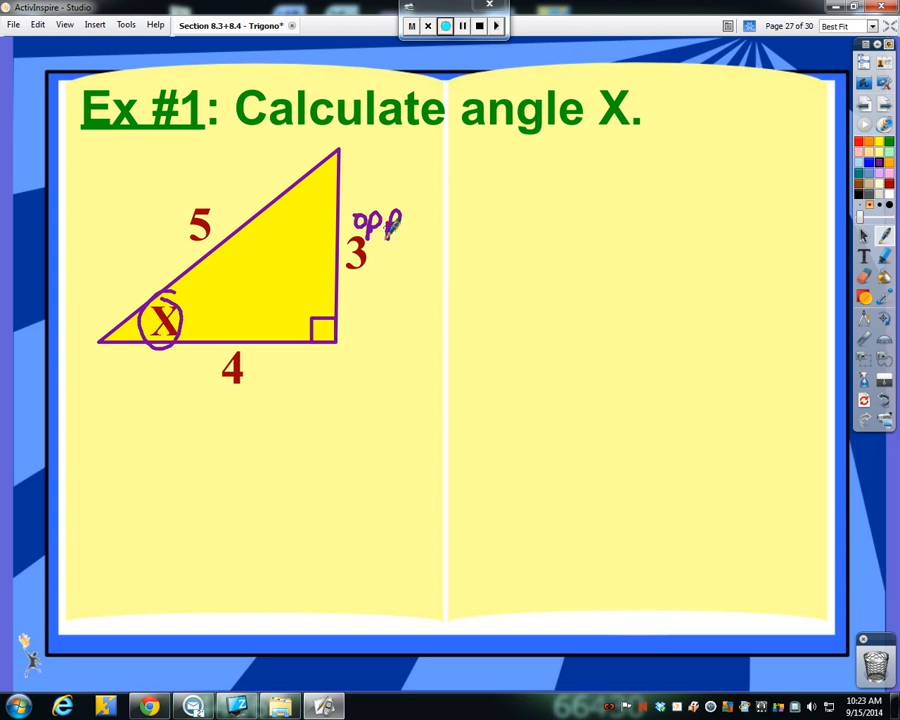 ActivInspire - Studio
File Edit View Insert Tools Help Section 8.3+8.4 - Trigono* Page 27 of 30 Best Fit
M
Ex #1: Calculate angle X.
5
opp
3
X
4
10:23 AM
9/15/2014